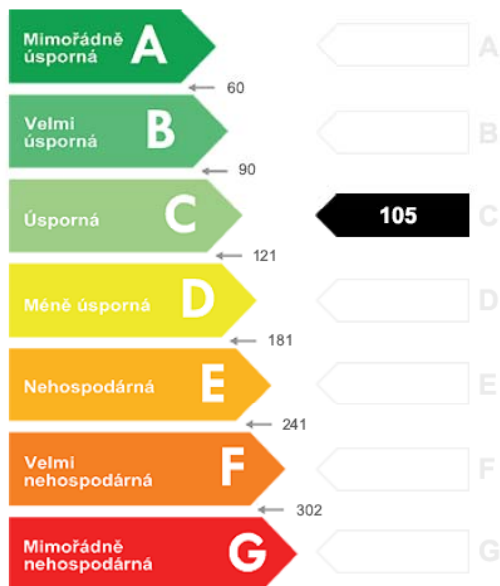 Mimořádně
úsporná A
A
60
Velmi
úsporná B
B
90
Úsporná C
105 C
121
Méně úsporná D
D
181
Nehospodárná E
E
241
Velmi
nehospodárná F
F
302
Mimořádně
nehospodárná G
G